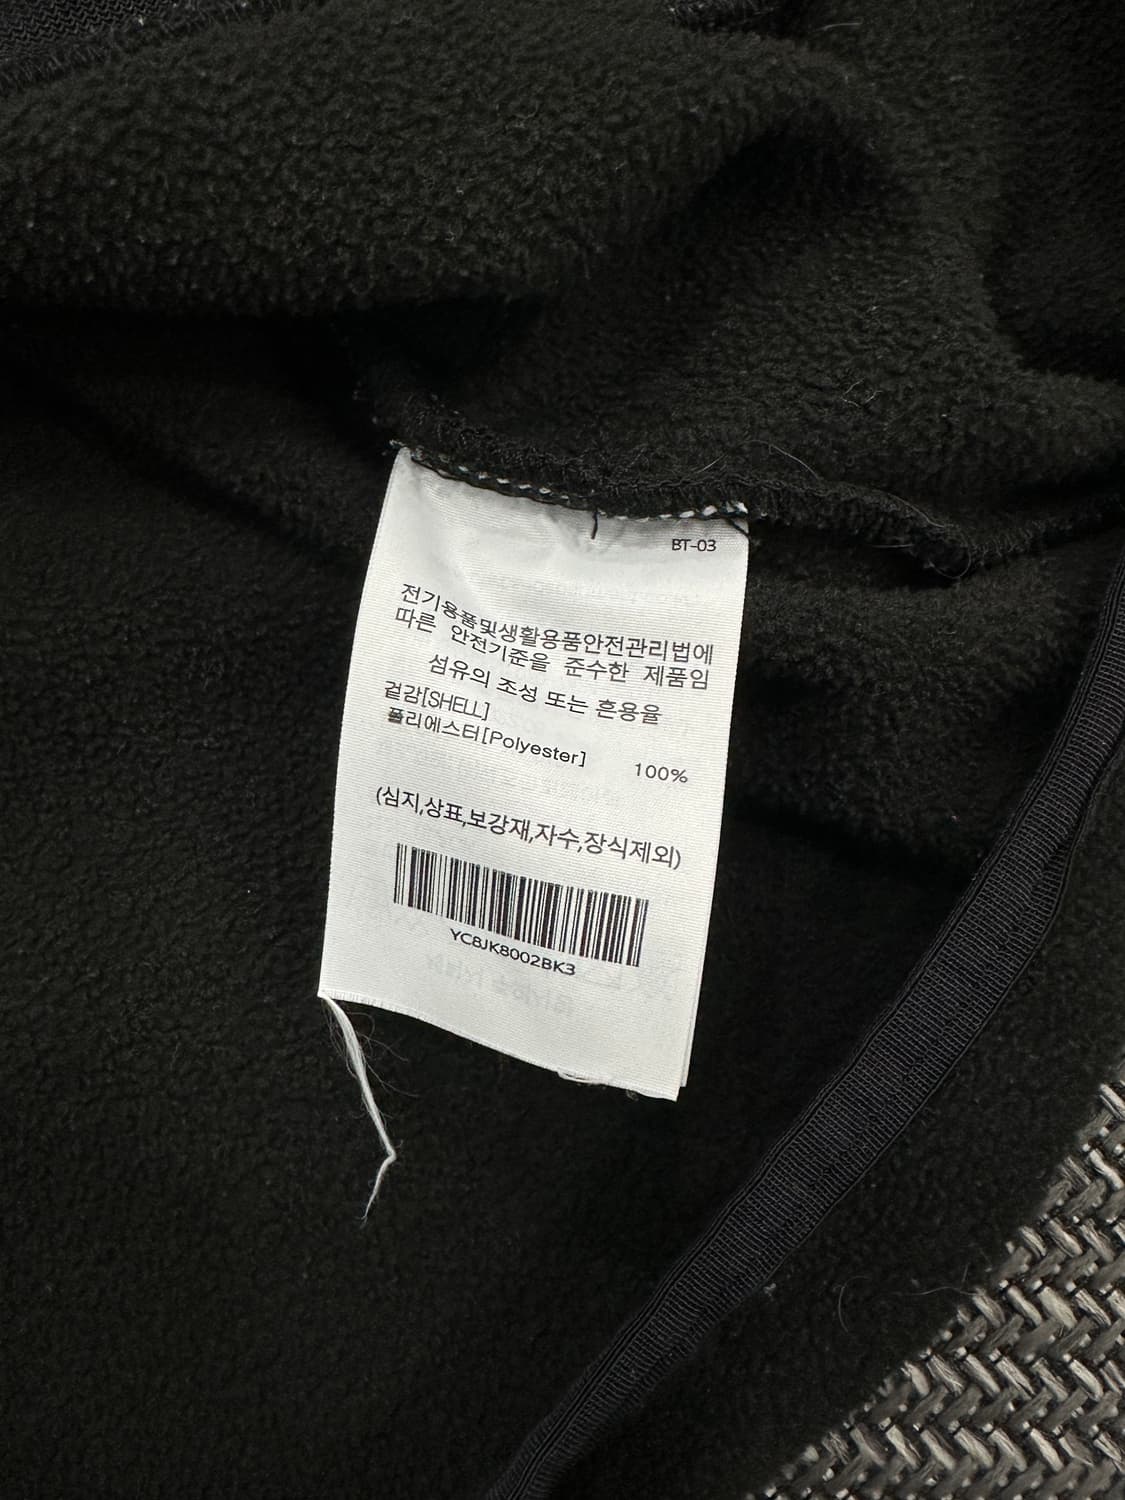 BT-03
전기용품및생활용품안전관리법에
따른 안전기준을 준수한 제품임
섬유의 조성 또는 혼용율
겉감[SHELL]
폴리에스터[Polyester] 100%
(심지,상표,보강재,자수,장식제외)
YC8JK8002BK3